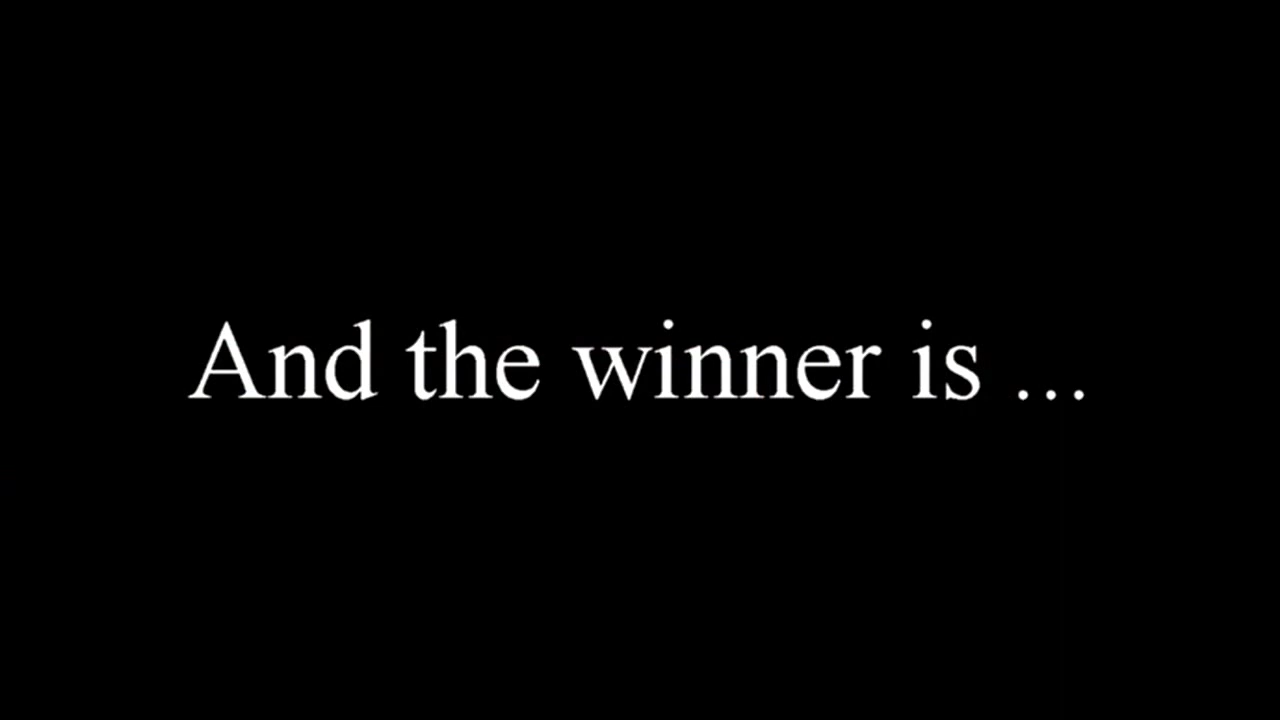 And the winner is ...